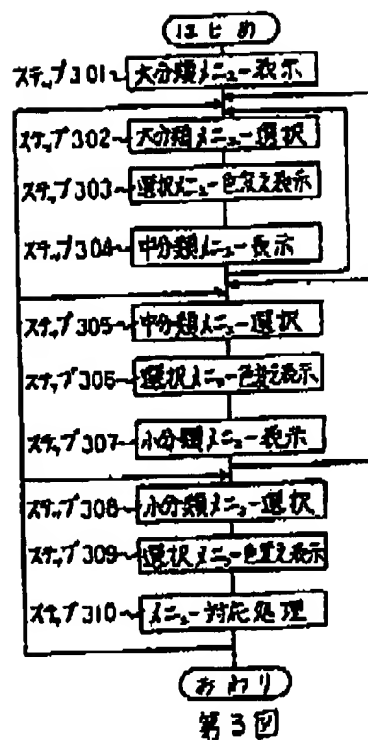 はじめ
ステップ301 大分類メニュー表示
ステップ302 大分類メニュー選択
ステップ303 選択メニュー色変え表示
ステップ304 中分類メニュー表示
ステップ305 中分類メニュー選択
ステップ306 選択メニュー色変え表示
ステップ307 小分類メニュー表示
ステップ308 小分類メニュー選択
ステップ309 選択メニュー色変え表示
ステップ310 メニュー対応処理
おわり
第3図